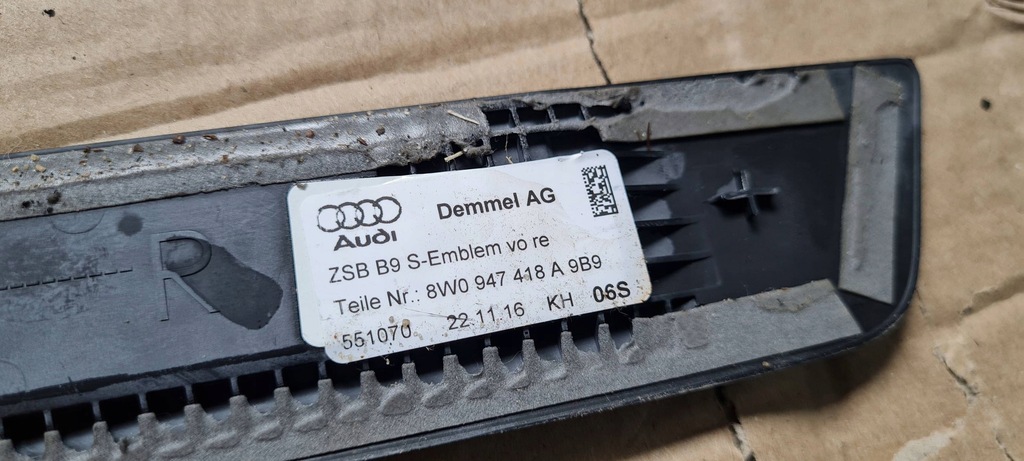 Audi
Demmel AG
ZSB B9 S-Emblem vo re
Teile Nr.: 8W0 947 418 A 9B9
551070 22.11.16 KH 06S
R